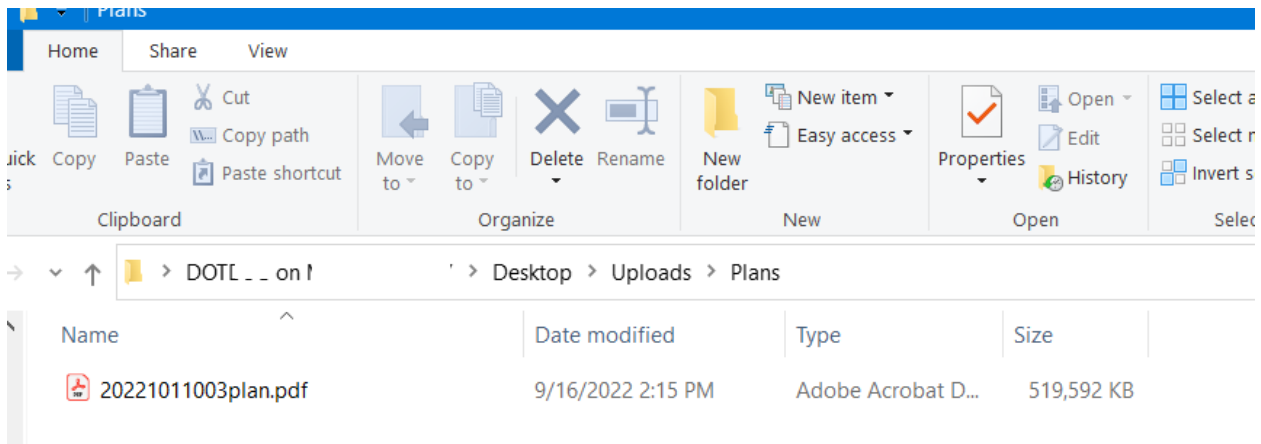 Plans
Home Share View
Cut
Copy path
Paste shortcut
Copy Paste
Clipboard
Move to
Copy to
Delete Rename
Organize
New folder
New item
Easy access
New
Properties
Open
Edit
History
Open
Select
Select
Invert
> on > Desktop > Uploads > Plans
Name Date modified Type Size
20221011003plan.pdf 9/16/2022 2:15 PM Adobe Acrobat D... 519,592 KB